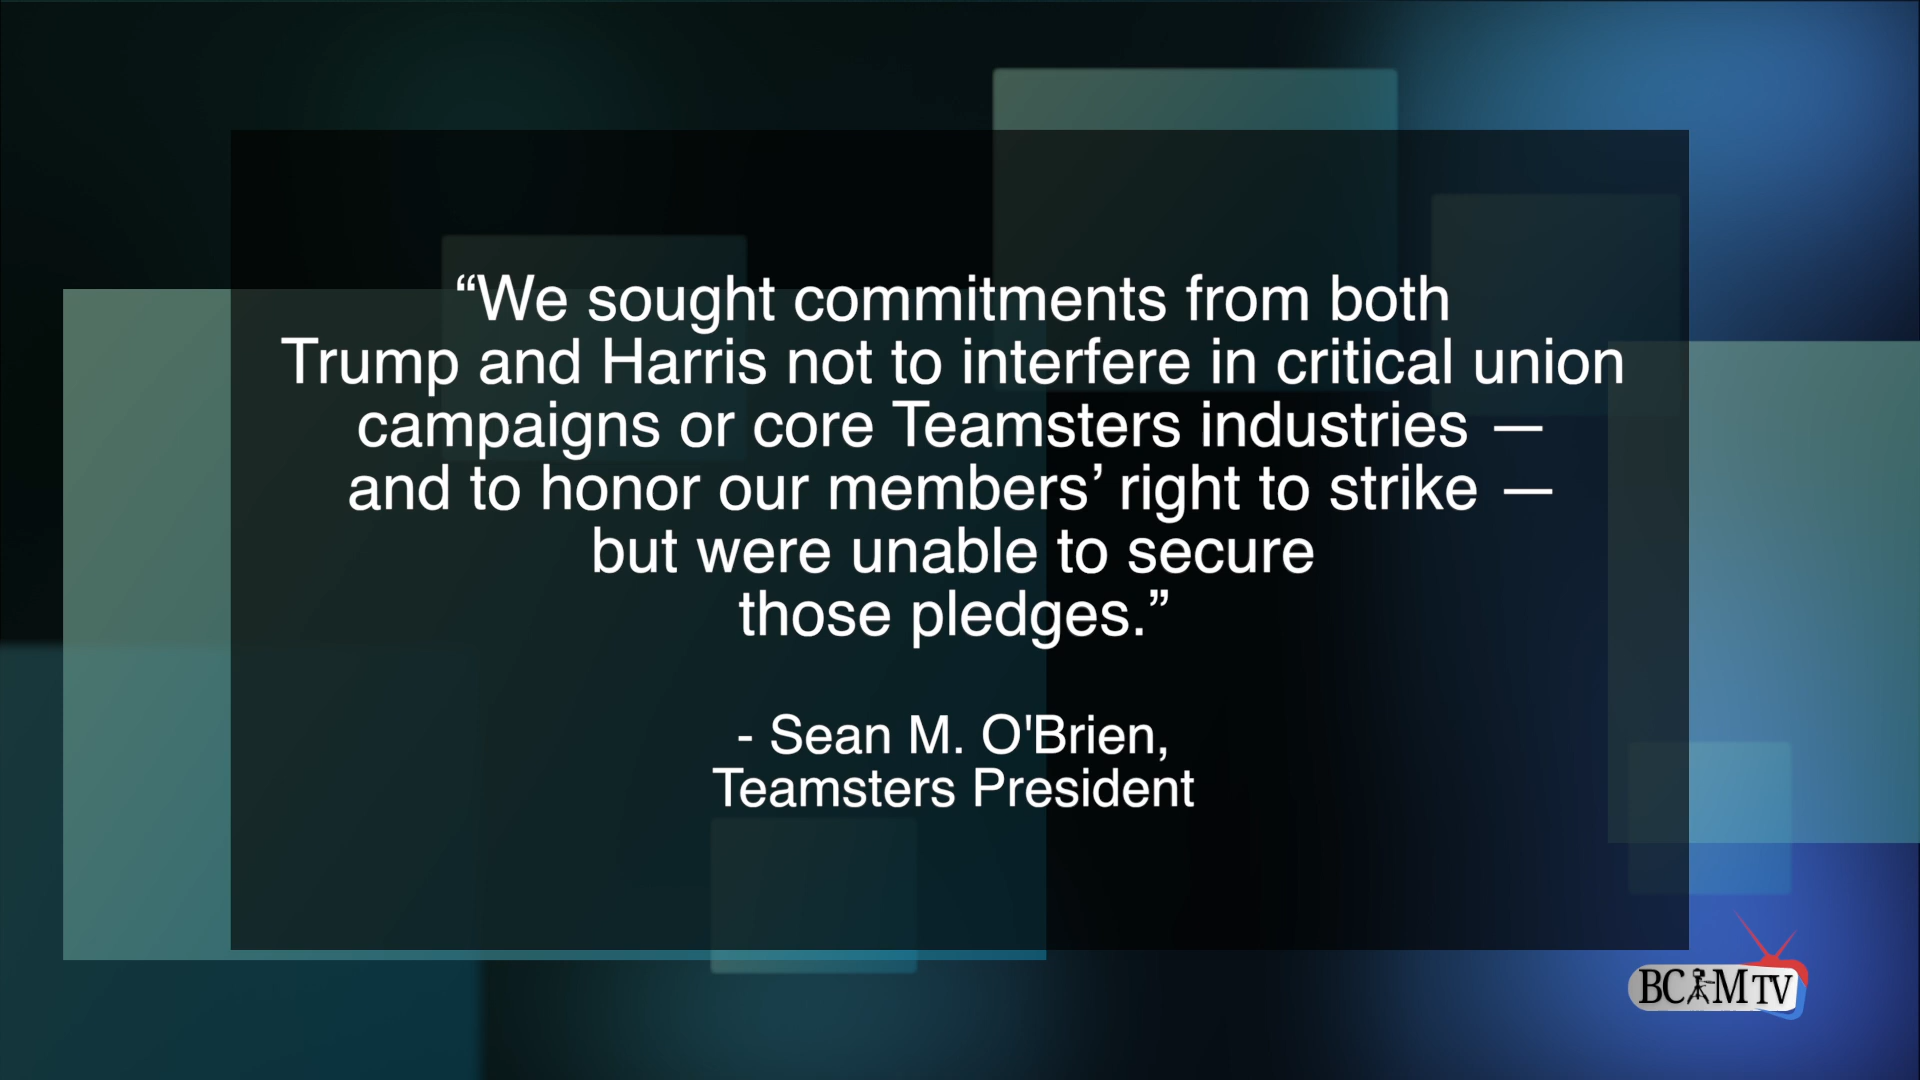 “We sought commitments from both
Trump and Harris not to interfere in critical union
campaigns or core Teamsters industries —
and to honor our members’ right to strike —
but were unable to secure
those pledges.”
- Sean M. O'Brien,
Teamsters President
BCAM TV